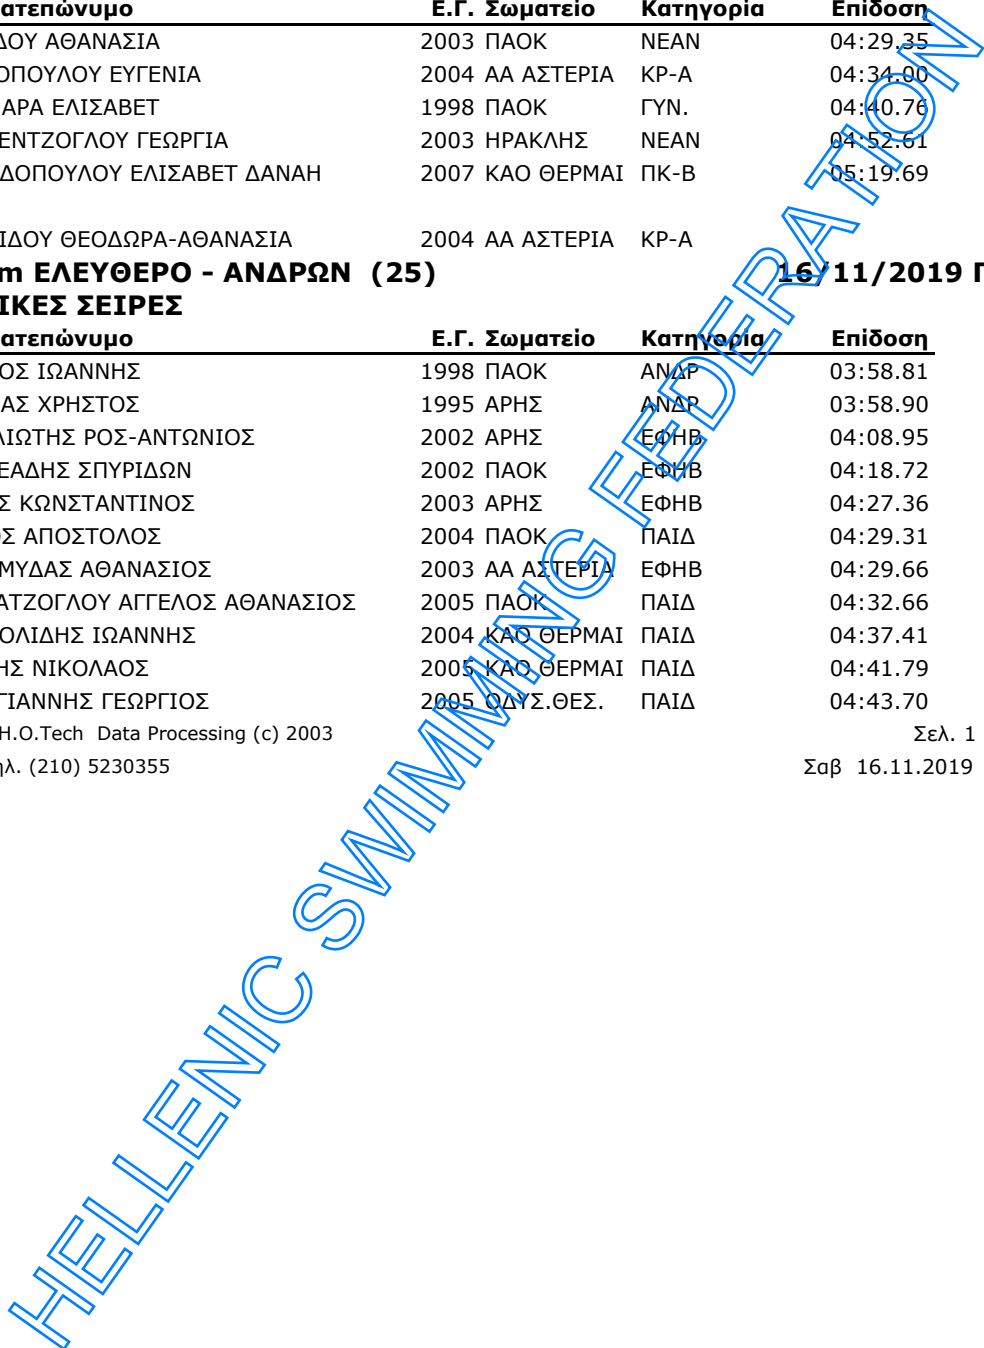 ατεπώνυμο Ε.Γ. Σωματείο Κατηγορία Επίδοση
ΔΟΥ ΑΘΑΝΑΣΙΑ 2003 ΠΑΟΚ ΝΕΑΝ 04:29.35
ΟΠΟΥΛΟΥ ΕΥΓΕΝΙΑ 2004 ΑΑ ΑΣΤΕΡΙΑ ΚΡ-Α 04:34.00
ΑΡΑ ΕΛΙΣΑΒΕΤ 1998 ΠΑΟΚ ΓΥΝ. 04:40.76
ΕΝΤΖΟΓΛΟΥ ΓΕΩΡΓΙΑ 2003 ΗΡΑΚΛΗΣ ΝΕΑΝ 04:52.61
ΔΟΠΟΥΛΟΥ ΕΛΙΣΑΒΕΤ ΔΑΝΑΗ 2007 ΚΑΟ ΘΕΡΜΑΙ ΠΚ-Β 05:19.69
ΙΔΟΥ ΘΕΟΔΩΡΑ-ΑΘΑΝΑΣΙΑ 2004 ΑΑ ΑΣΤΕΡΙΑ ΚΡ-Α
m ΕΛΕΥΘΕΡΟ - ΑΝΔΡΩΝ (25) 16/11/2019 Π
ΙΚΕΣ ΣΕΙΡΕΣ
ατεπώνυμο Ε.Γ. Σωματείο Κατηγορία Επίδοση
ΟΣ ΙΩΑΝΝΗΣ 1998 ΠΑΟΚ ΑΝΔΡ 03:58.81
ΑΣ ΧΡΗΣΤΟΣ 1995 ΑΡΗΣ ΑΝΔΡ 03:58.90
ΛΙΩΤΗΣ ΡΟΣ-ΑΝΤΩΝΙΟΣ 2002 ΑΡΗΣ ΕΦΗΒ 04:08.95
ΕΑΔΗΣ ΣΠΥΡΙΔΩΝ 2002 ΠΑΟΚ ΕΦΗΒ 04:18.72
Σ ΚΩΝΣΤΑΝΤΙΝΟΣ 2003 ΑΡΗΣ ΕΦΗΒ 04:27.36
ΟΣ ΑΠΟΣΤΟΛΟΣ 2004 ΠΑΟΚ ΠΑΙΔ 04:29.31
ΜΥΔΑΣ ΑΘΑΝΑΣΙΟΣ 2003 ΑΑ ΑΣΤΕΡΙΑ ΕΦΗΒ 04:29.66
ΑΤΖΟΓΛΟΥ ΑΓΓΕΛΟΣ ΑΘΑΝΑΣΙΟΣ 2005 ΠΑΟΚ ΠΑΙΔ 04:32.66
ΟΛΙΔΗΣ ΙΩΑΝΝΗΣ 2004 ΚΑΟ ΘΕΡΜΑΙ ΠΑΙΔ 04:37.41
ΗΣ ΝΙΚΟΛΑΟΣ 2005 ΚΑΟ ΘΕΡΜΑΙ ΠΑΙΔ 04:41.79
ΓΙΑΝΝΗΣ ΓΕΩΡΓΙΟΣ 2005 ΟΔΥΣ.ΘΕΣ. ΠΑΙΔ 04:43.70
H.O.Tech Data Processing (c) 2003 Σελ. 1
ηλ. (210) 5230355 Σαβ 16.11.2019
HELLENIC SWIMMING FEDERATION